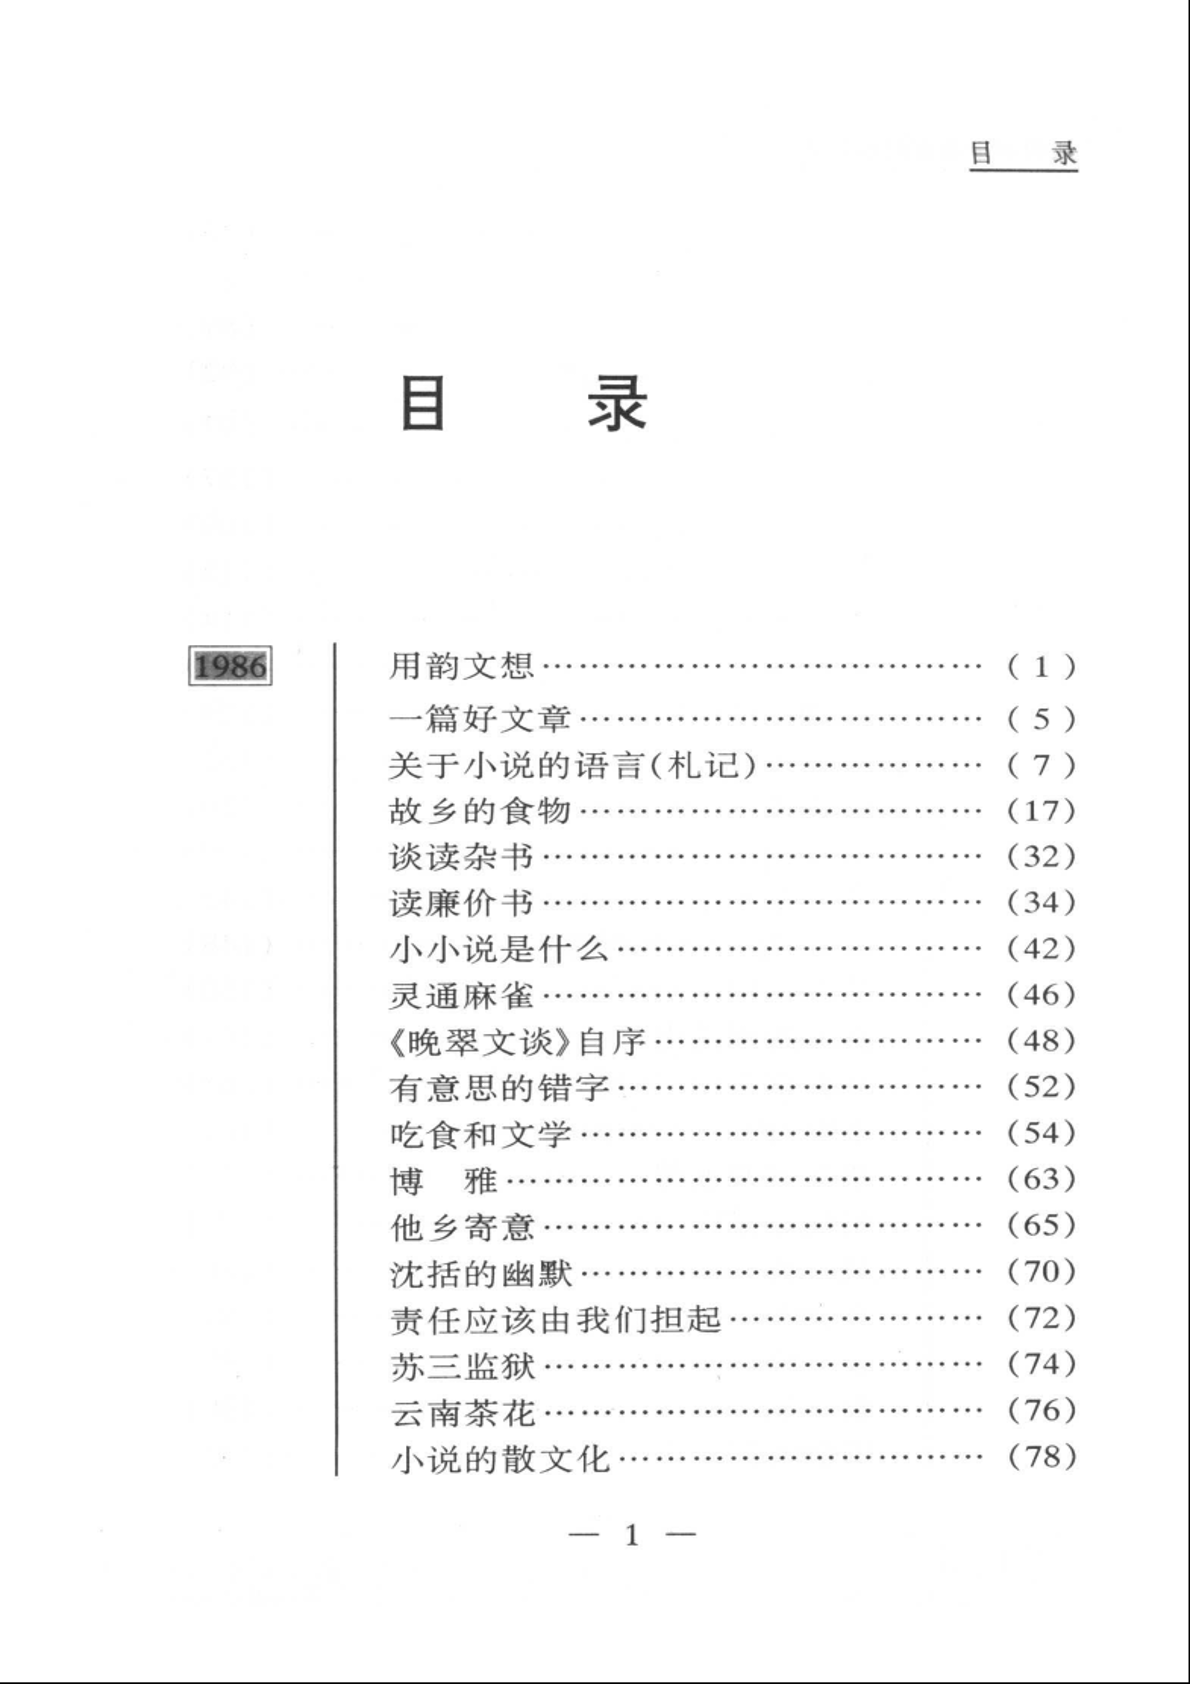 目 录
目 录
1986 用韵文想……………………………… ( 1 )
一篇好文章…………………………… ( 5 )
关于小说的语言(札记)……………… ( 7 )
故乡的食物…………………………… (17)
谈读杂书……………………………… (32)
读廉价书……………………………… (34)
小小说是什么………………………… (42)
灵通麻雀……………………………… (46)
《晚翠文谈》自序……………………… (48)
有意思的错字………………………… (52)
吃食和文学…………………………… (54)
博 雅………………………………… (63)
他乡寄意……………………………… (65)
沈括的幽默…………………………… (70)
责任应该由我们担起………………… (72)
苏三监狱……………………………… (74)
云南茶花……………………………… (76)
小说的散文化………………………… (78)
— 1 —